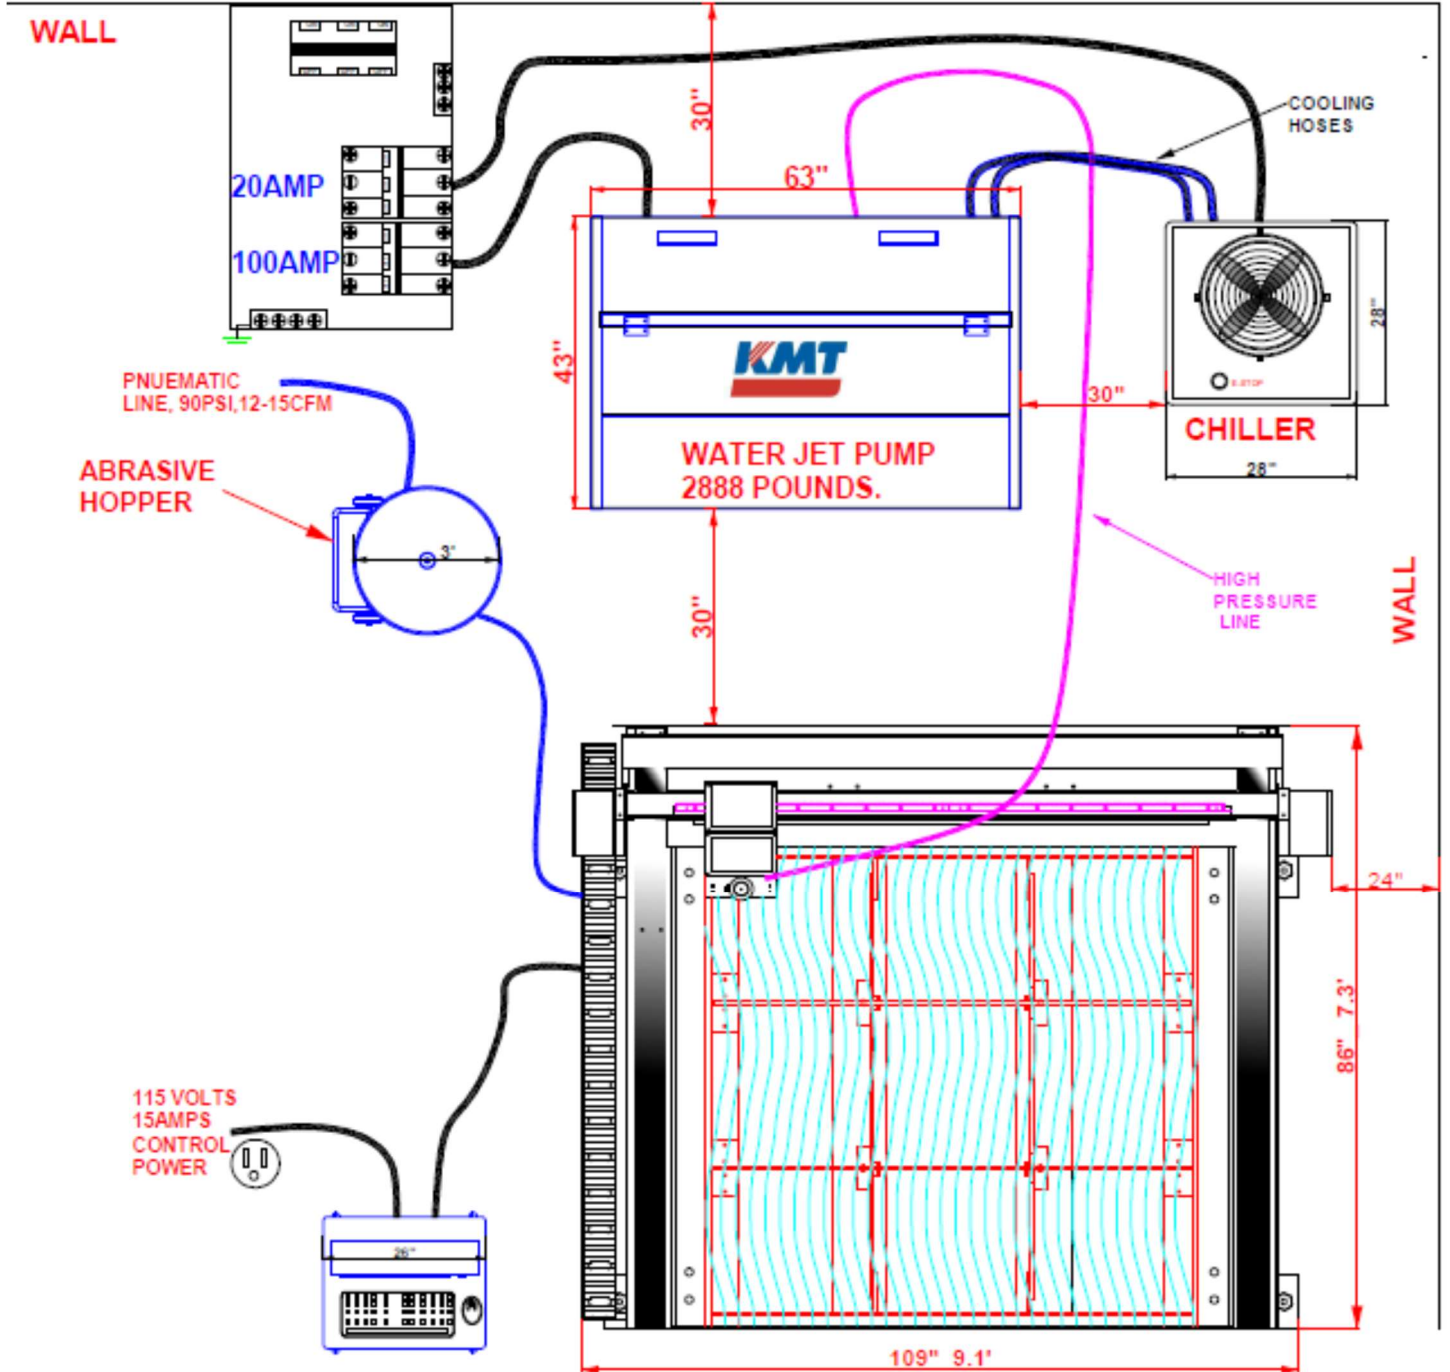 WALL
30"
COOLING
HOSES
20AMP
63"
100AMP
KMT
43"
28"
E-STOP
PNUEMATIC
LINE, 90PSI,12-15CFM
30"
CHILLER
28"
ABRASIVE
HOPPER
WATER JET PUMP
2888 POUNDS.
3'
30"
HIGH
PRESSURE
LINE
WALL
24"
86" 7.3'
115 VOLTS
15AMPS
CONTROL
POWER
26"
109" 9.1'